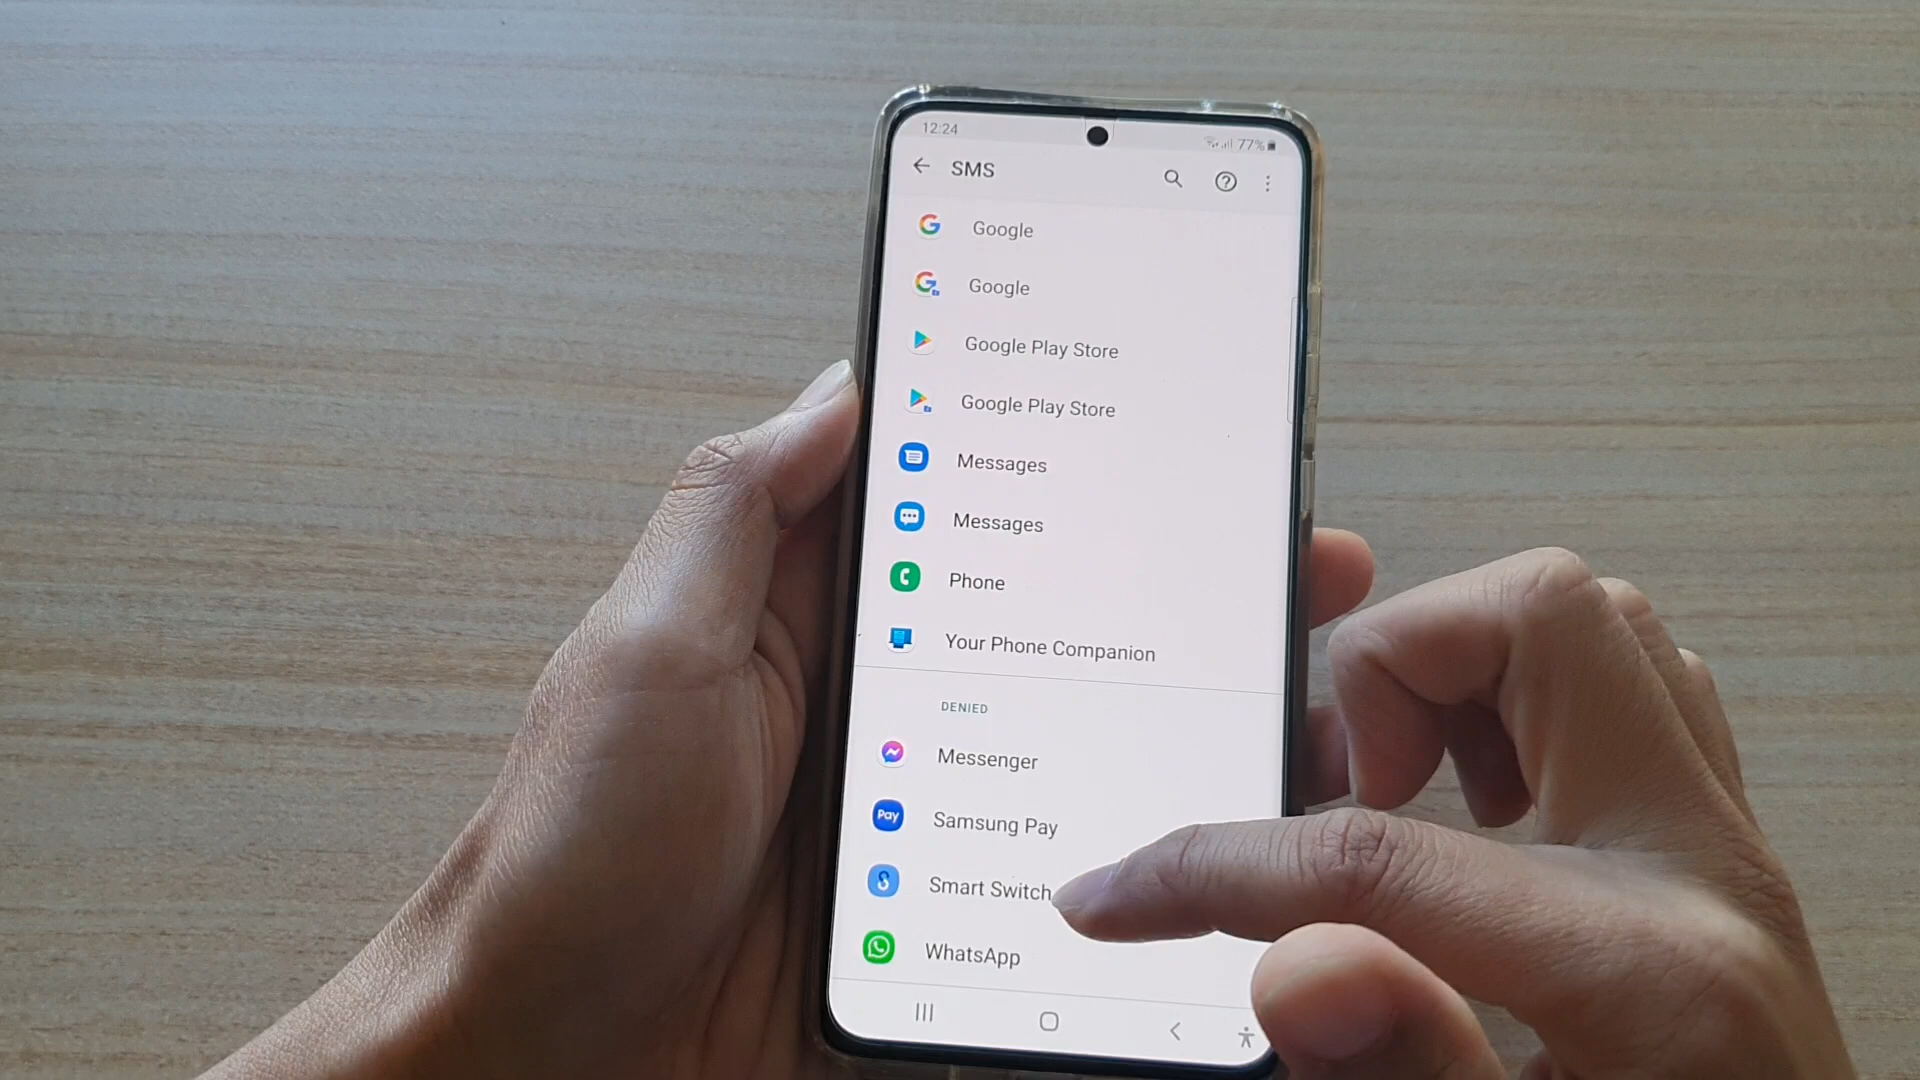 12:24
77%
SMS
Google
Google
Google Play Store
Google Play Store
Messages
Messages
Phone
Your Phone Companion
DENIED
Messenger
Pay
Samsung Pay
Smart Switch
WhatsApp